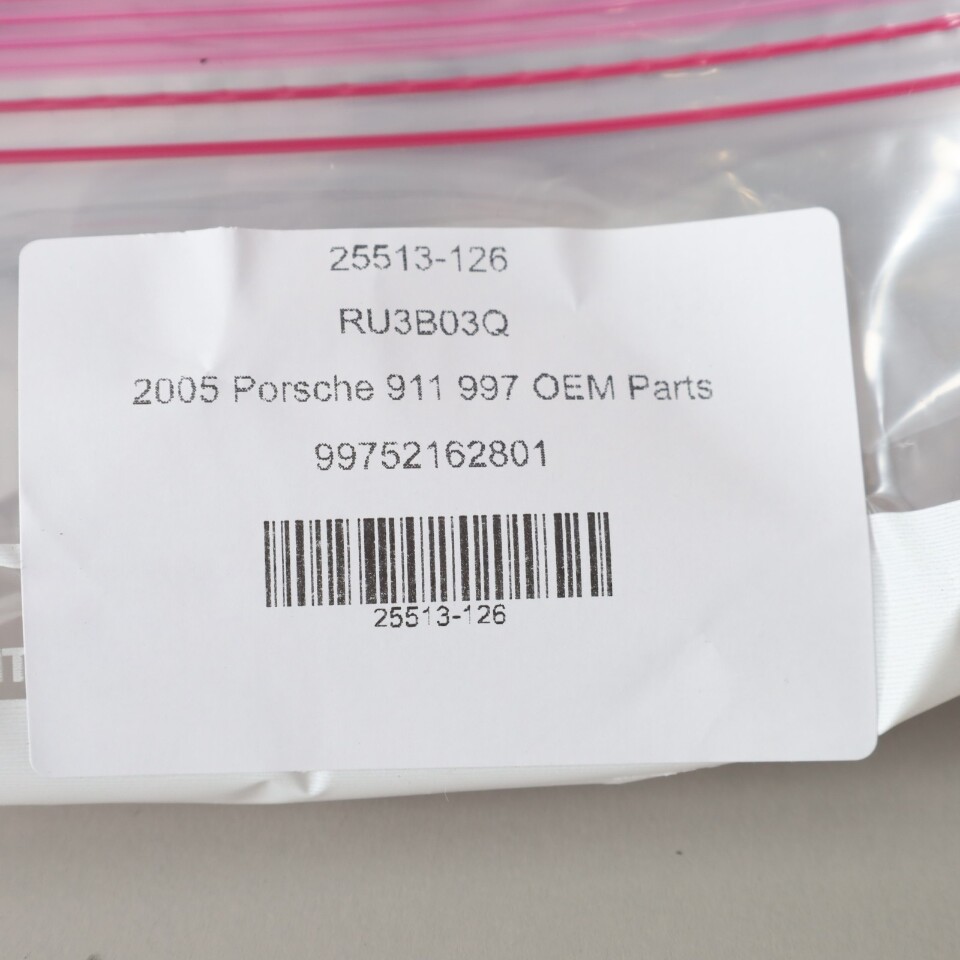 25513-126
RU3B03Q
2005 Porsche 911 997 OEM Parts
99752162801
25513-126